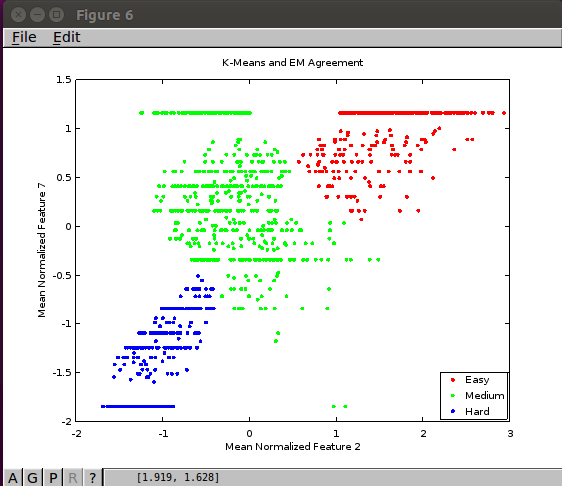 Figure 6
File Edit
K-Means and EM Agreement
1.5
1
0.5
0
-0.5
-1
-1.5
-2
Mean Normalized Feature 7
-2 -1 0 1 2 3
Mean Normalized Feature 2
Easy
Medium
Hard
A G P R ? [1.919, 1.628]